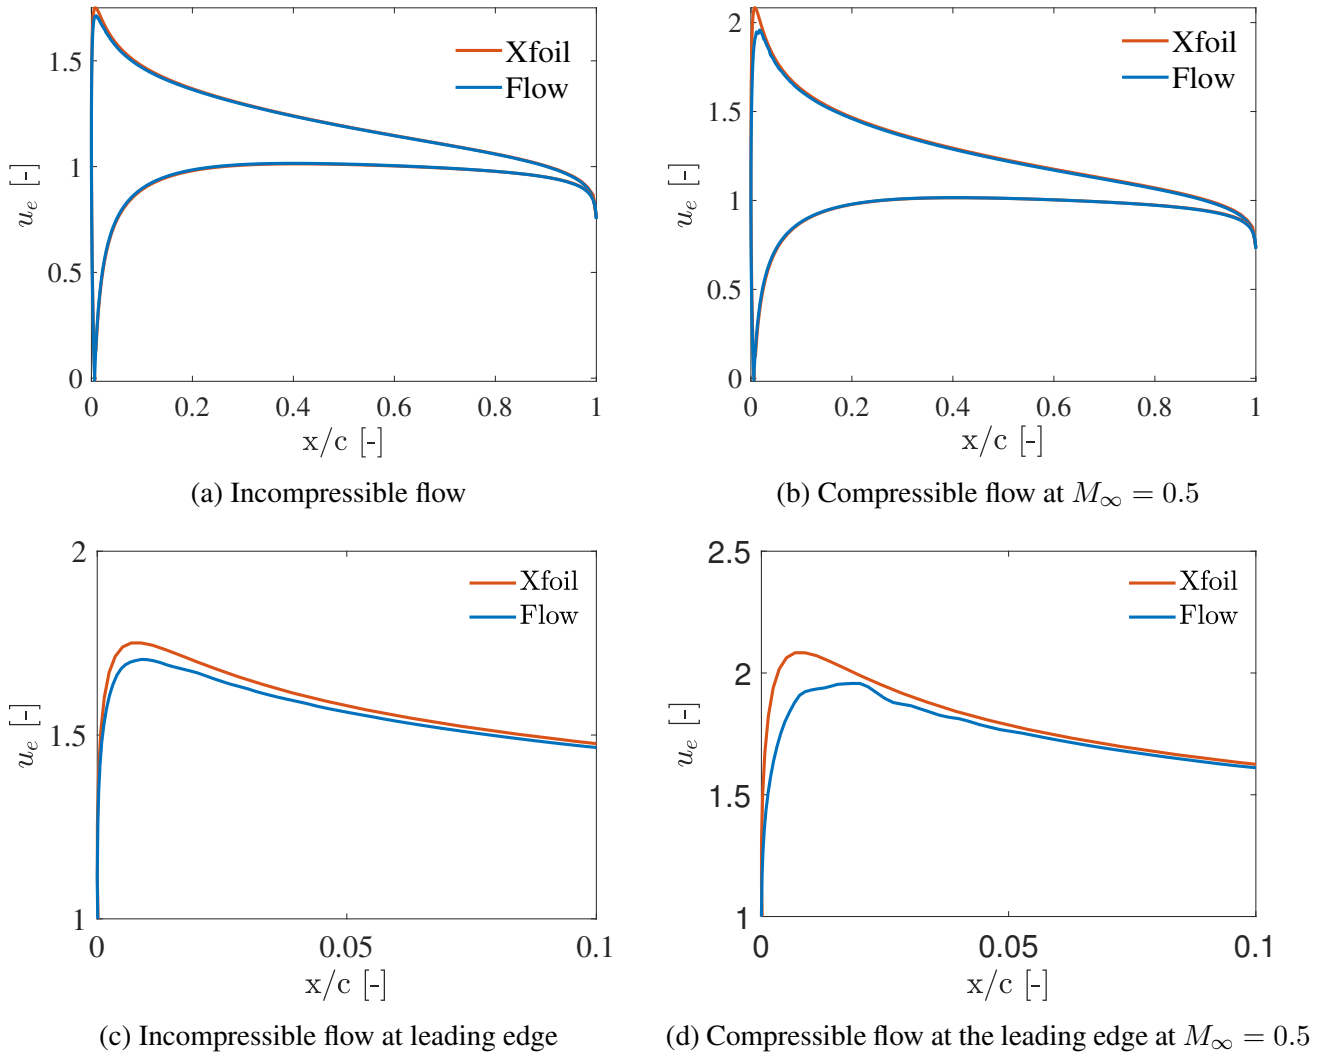 1.5
1
0.5
0
u_e [-]
Xfoil
Flow
0 0.2 0.4 0.6 0.8 1
x/c [-]
(a) Incompressible flow
2
1.5
1
0.5
0
u_e [-]
Xfoil
Flow
0 0.2 0.4 0.6 0.8 1
x/c [-]
(b) Compressible flow at M_∞ = 0.5
2
1.5
1
u_e [-]
Xfoil
Flow
0 0.05 0.1
x/c [-]
(c) Incompressible flow at leading edge
2.5
2
1.5
1
u_e [-]
Xfoil
Flow
0 0.05 0.1
x/c [-]
(d) Compressible flow at the leading edge at M_∞ = 0.5